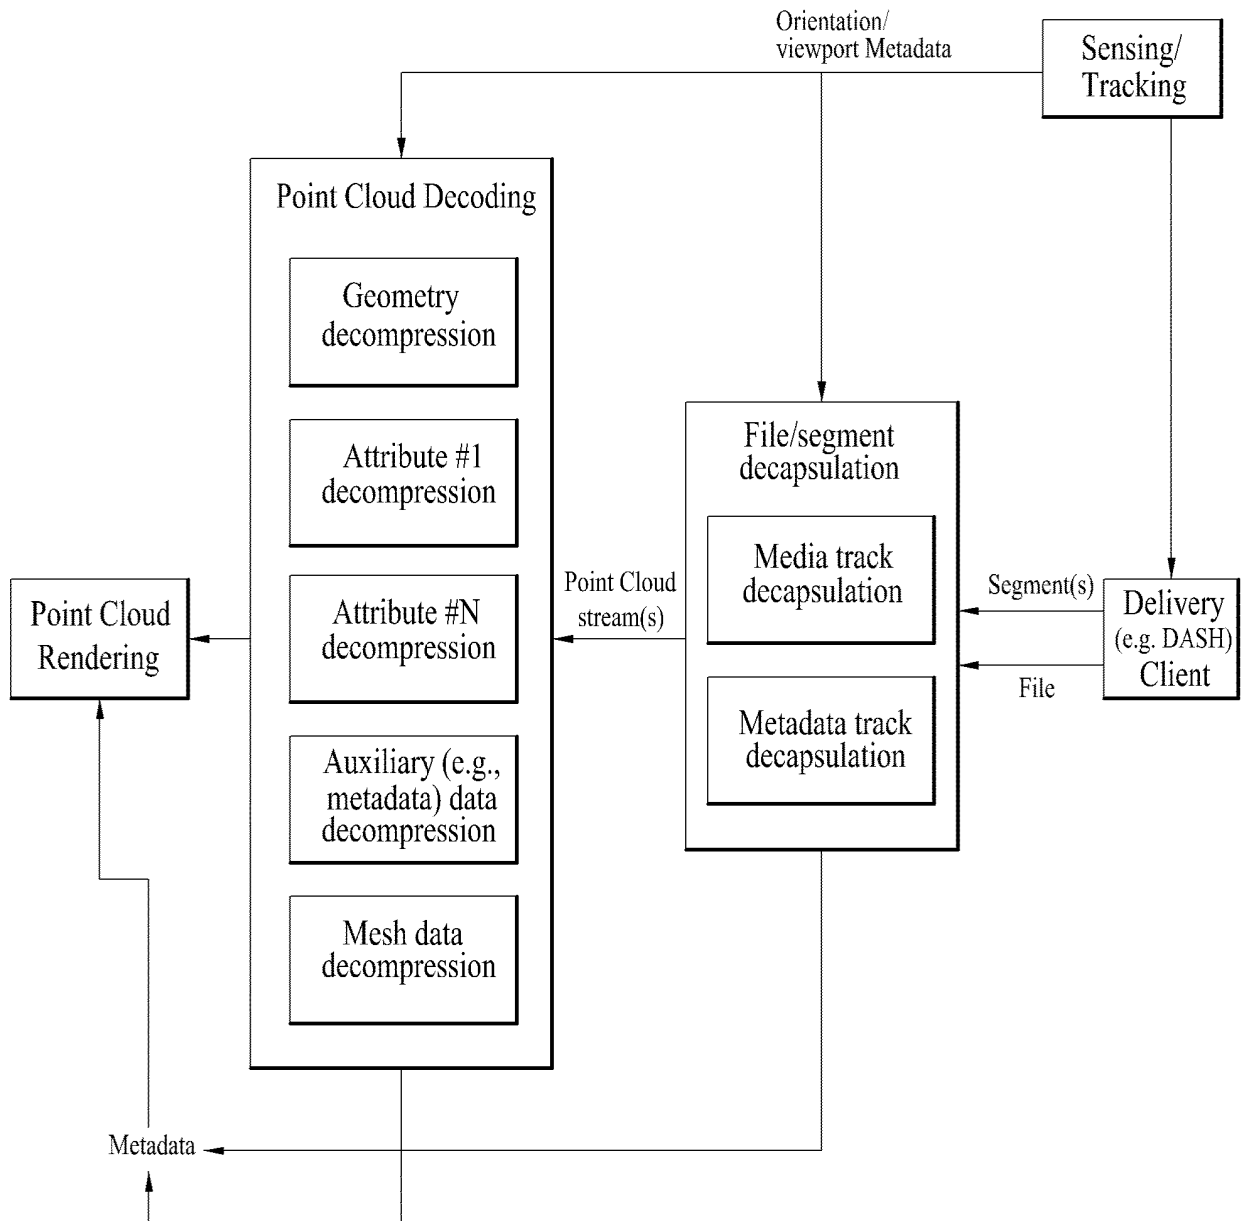 Orientation/
viewport Metadata
Sensing/
Tracking
Point Cloud Decoding
Geometry
decompression
Attribute #1
decompression
Attribute #N
decompression
Auxiliary (e.g.,
metadata) data
decompression
Mesh data
decompression
File/segment
decapsulation
Media track
decapsulation
Metadata track
decapsulation
Point Cloud
stream(s)
Segment(s)
File
Delivery
(e.g. DASH)
Client
Point Cloud
Rendering
Metadata